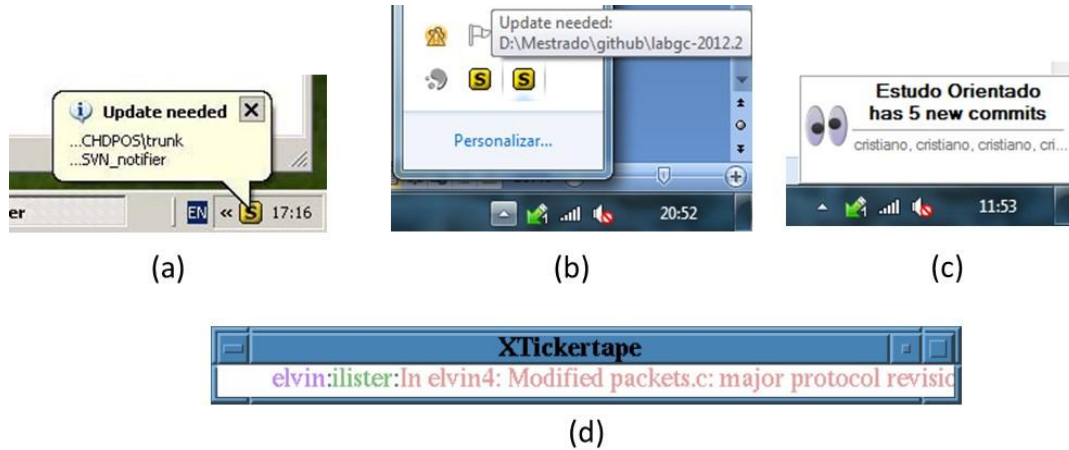 Update needed
...CHDPOS\trunk
...SVN_notifier
er
EN « S 17:16
(a)
Update needed:
D:\Mestrado\github\labgc-2012.2
S S
Personalizar...
20:52
(b)
Estudo Orientado
has 5 new commits
cristiano, cristiano, cristiano, cri...
11:53
(c)
XTickertape
elvin:ilister:In elvin4: Modified packets.c: major protocol revisio
(d)